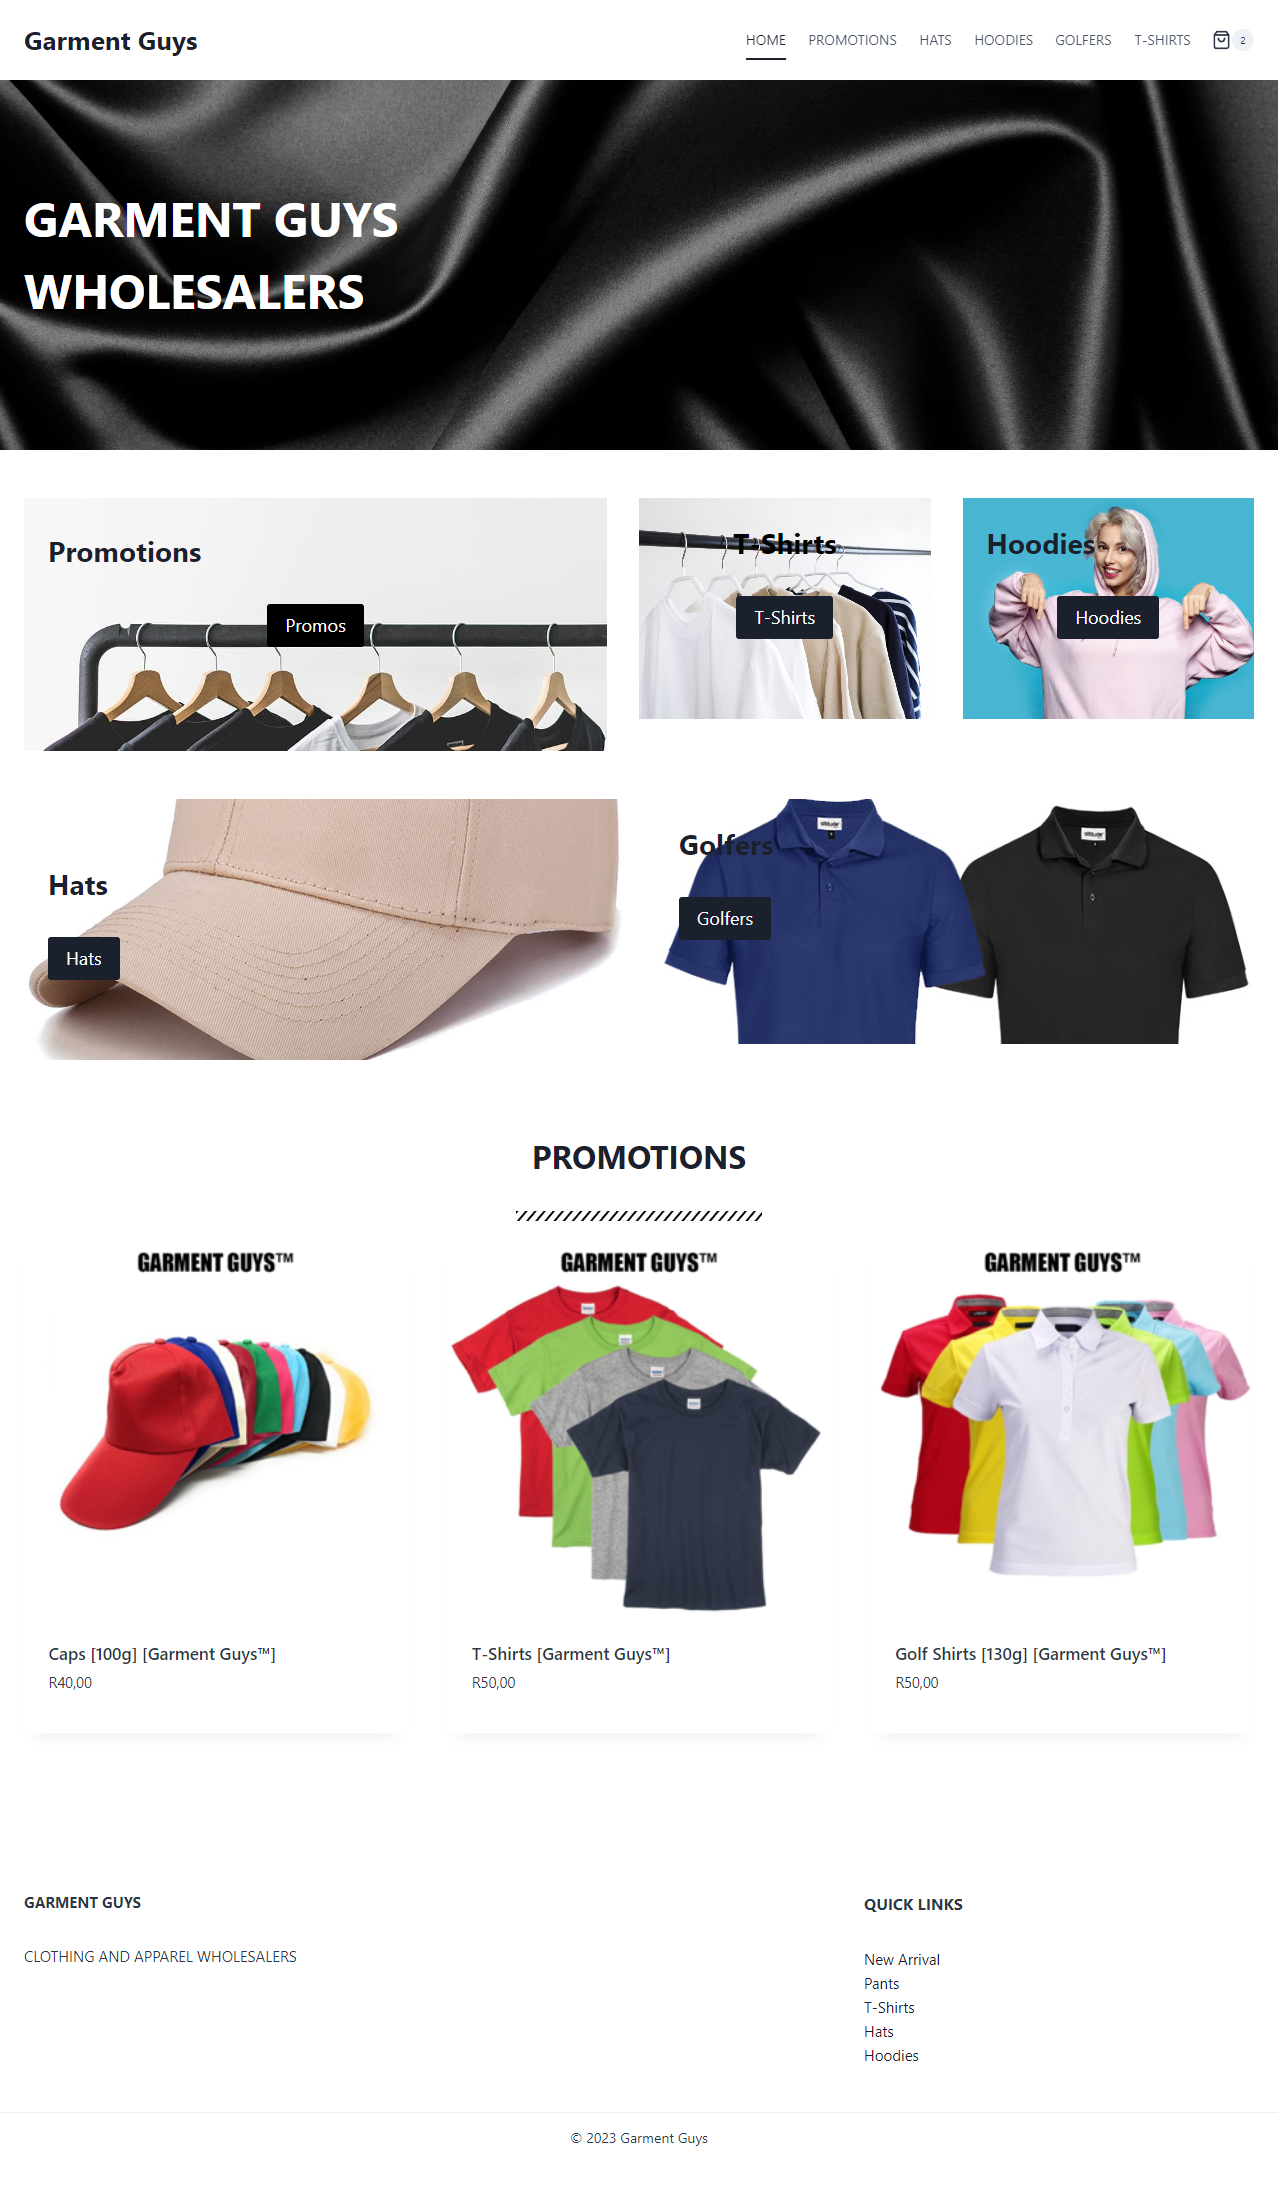 Garment Guys
HOME PROMOTIONS HATS HOODIES GOLFERS T-SHIRTS 2
GARMENT GUYS
WHOLESALERS
Promotions
Promos
T-Shirts
T-Shirts
Hoodies
Hoodies
Hats
Hats
Golfers
Golfers
PROMOTIONS
GARMENT GUYS™
GARMENT GUYS™
GARMENT GUYS™
Caps [100g] [Garment Guys™]
R40,00
T-Shirts [Garment Guys™]
R50,00
Golf Shirts [130g] [Garment Guys™]
R50,00
GARMENT GUYS
CLOTHING AND APPAREL WHOLESALERS
QUICK LINKS
New Arrival
Pants
T-Shirts
Hats
Hoodies
© 2023 Garment Guys